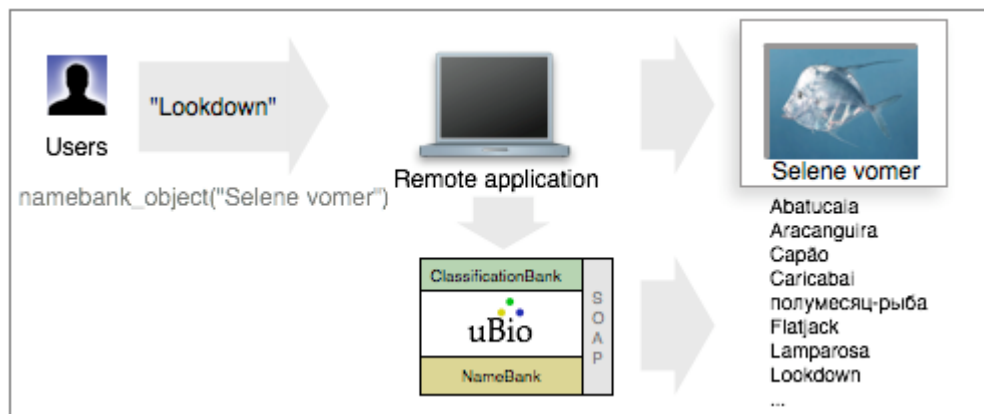 "Lookdown"
Users
namebank_object("Selene vomer")
Remote application
ClassificationBank
uBio
NameBank
SOAP
Selene vomer
Abatucaia
Aracanguira
Capão
Caricabai
полумесяц-рыба
Flatjack
Lamparosa
Lookdown
...